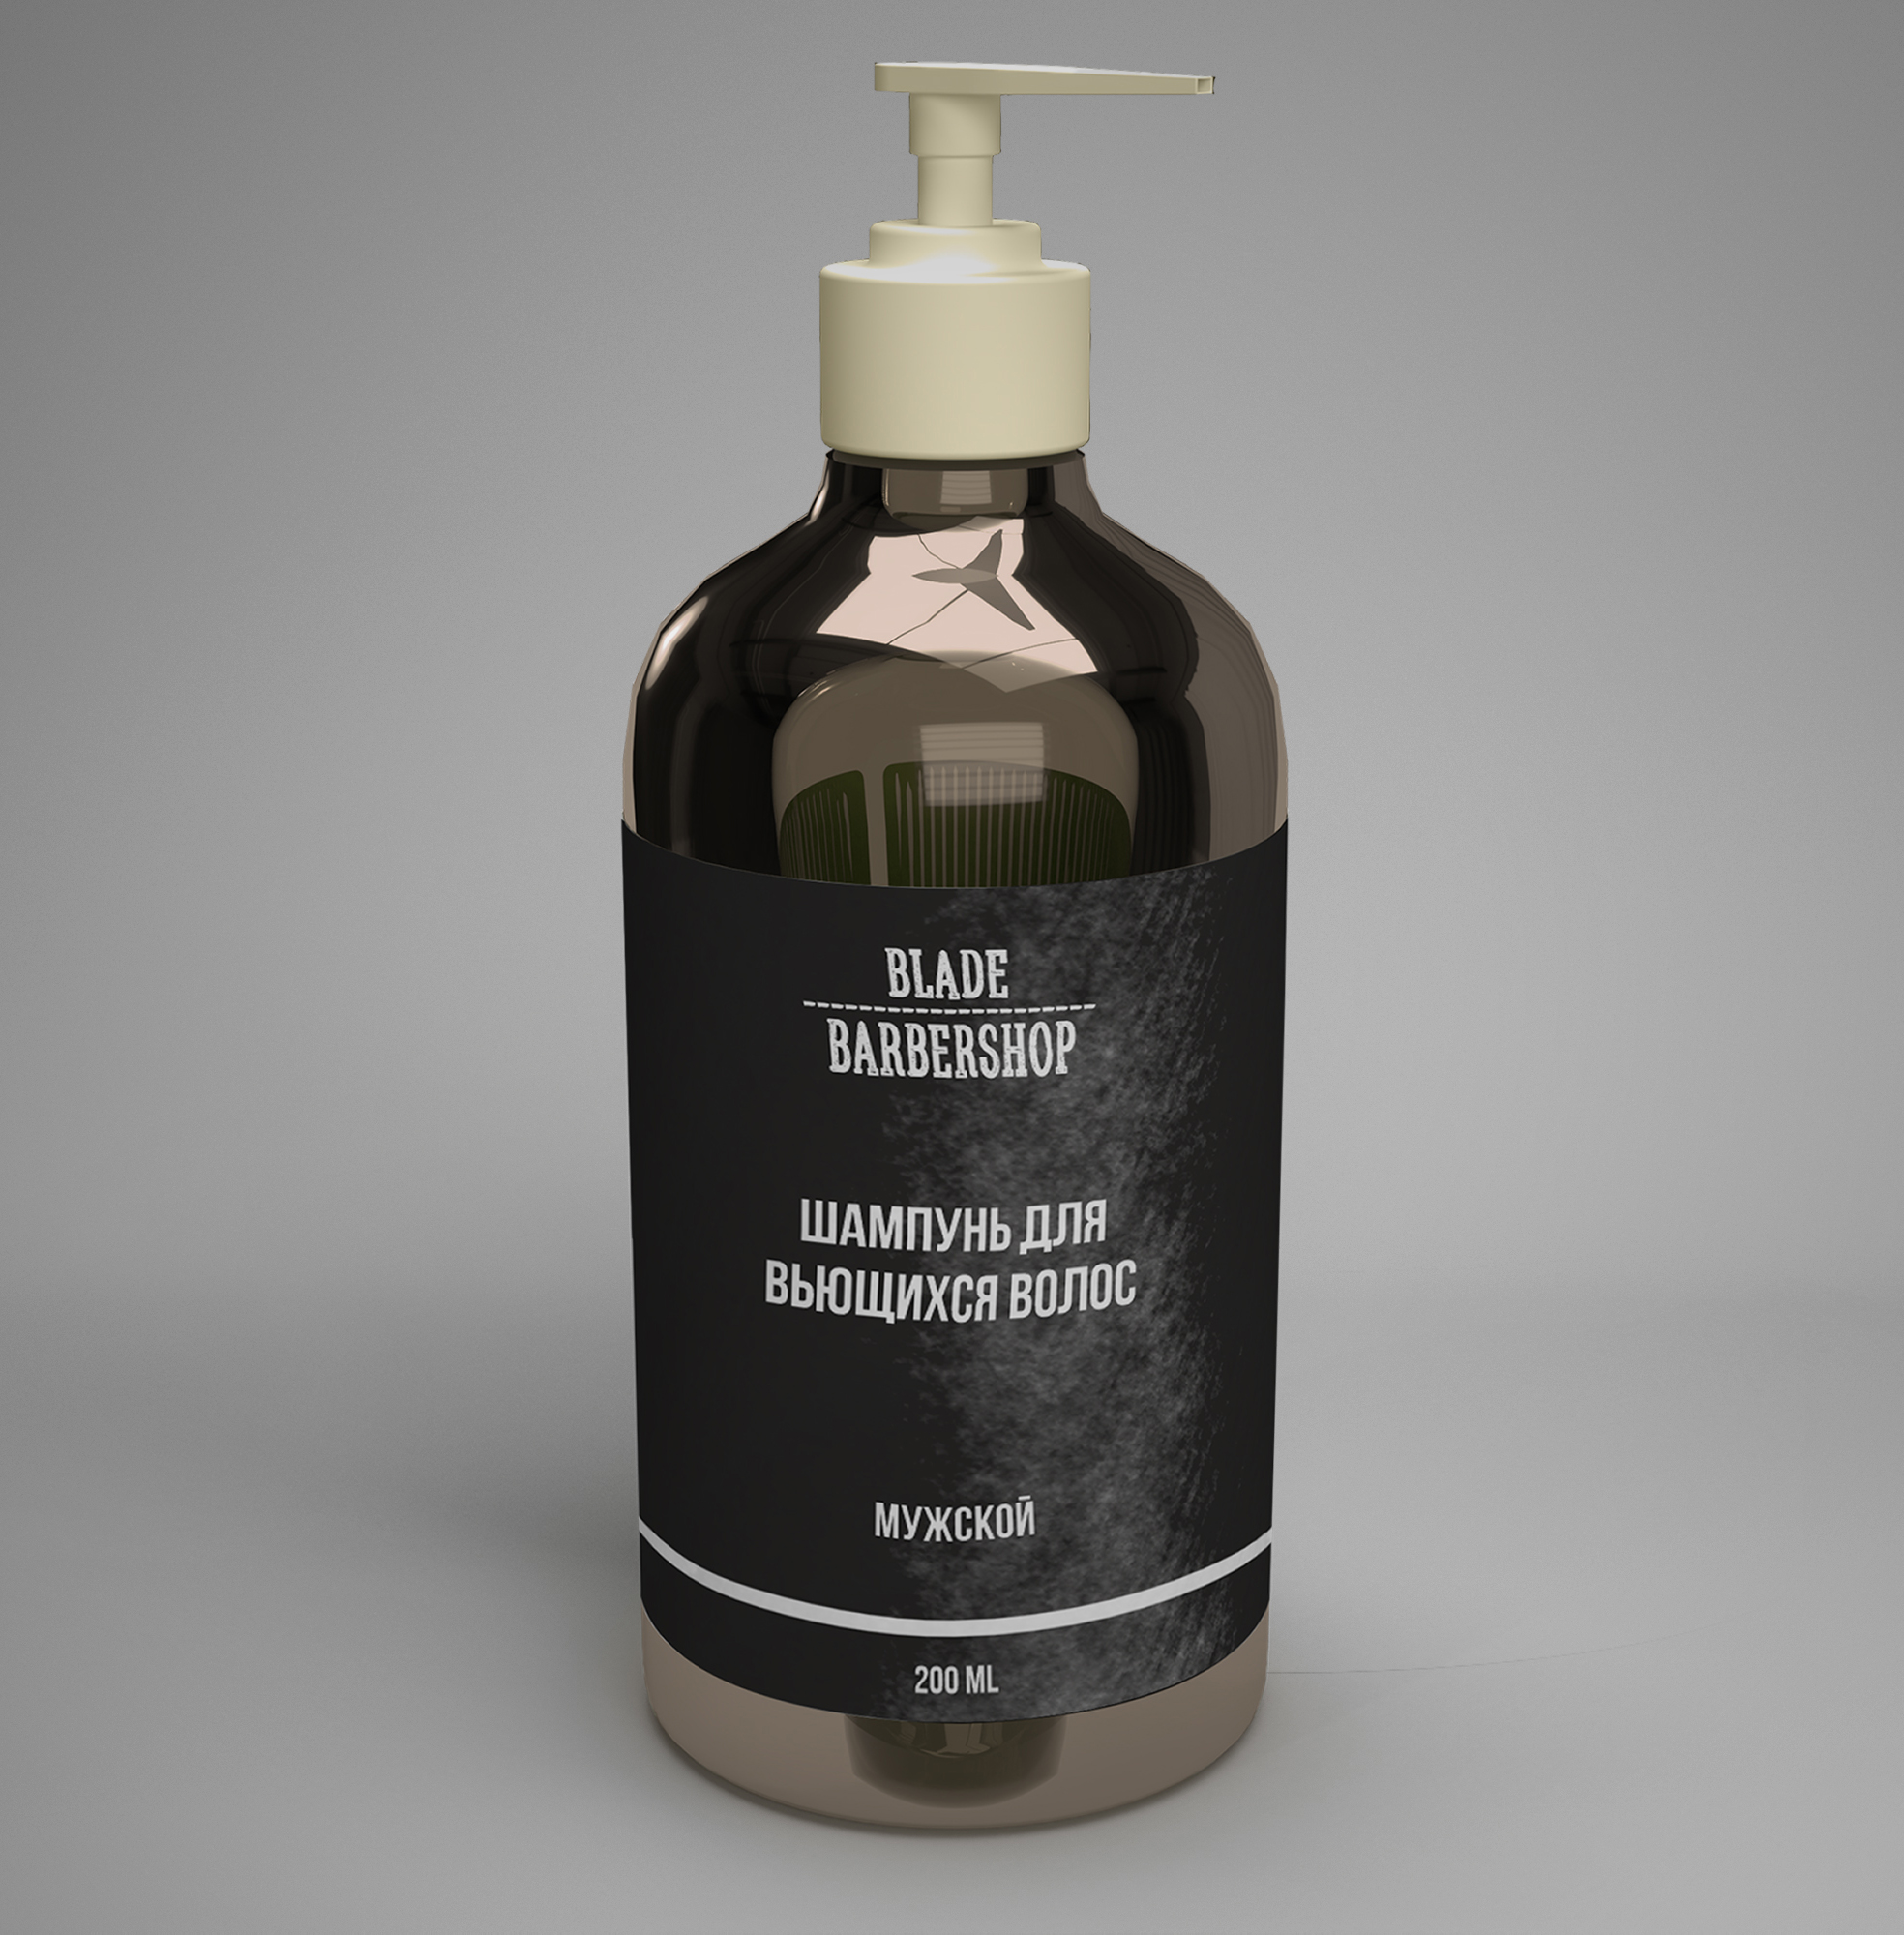 BLADE
BARBERSHOP
ШАМПУНЬ ДЛЯ
ВЬЮЩИХСЯ ВОЛОС
МУЖСКОЙ
200 ML